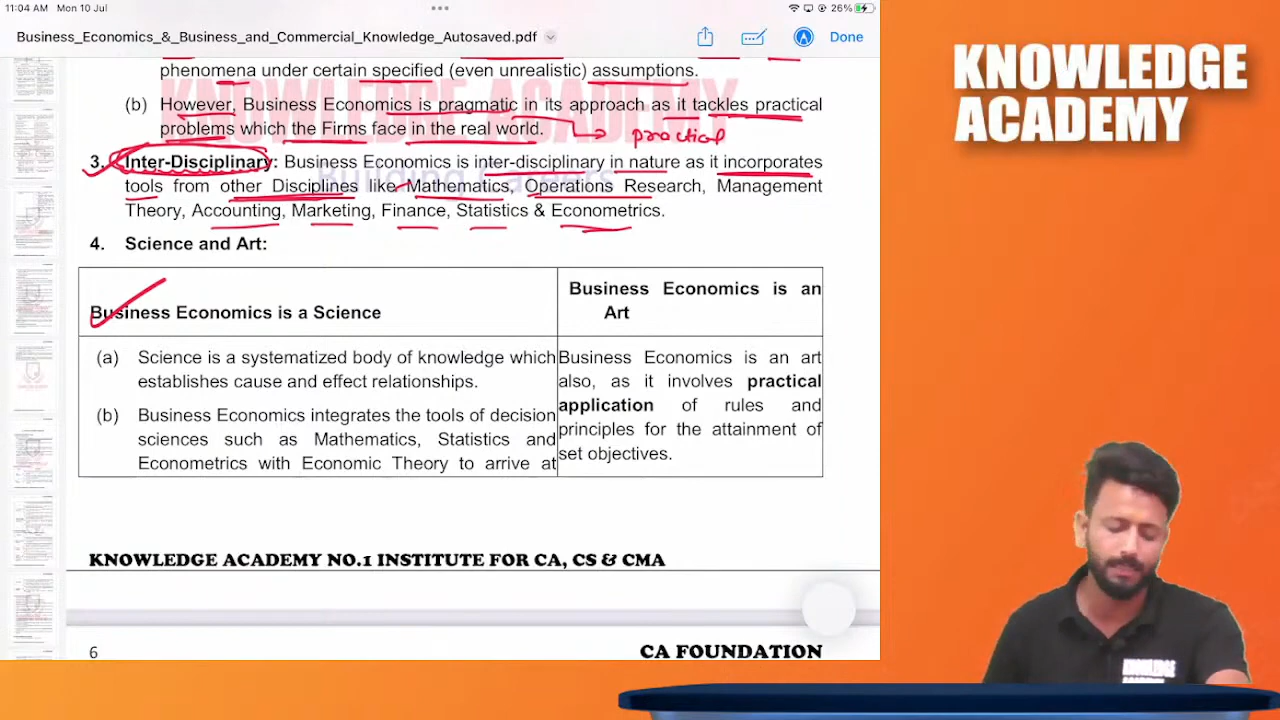 11:04 AM Mon 10 Jul
26%
Business_Economics_&_Business_and_Commercial_Knowledge_Autosaved.pdf
Done
KNOWLEDGE
ACADEMY
phenomenon under certain specified (often unrealistic) assumptions.
(b) However, Business Economics is pragmatic in its approach as it tackles practical
problems which the firms face in the real world. practical
3. Inter-Disciplinary: Business Economics is inter-disciplinary in nature as it incorporates
tools from other Disciplines like Mathematics, Operations Research, Management
Theory, Accounting, Marketing, Finance, Statistics & Econometrics.
4. Science and Art:
Business Economics is a Science
Business Economics is an
Art
(a) Science is a systematized body of knowledge which
establishes cause and effect relationships.
(b) Business Economics integrates the tools of decision
sciences such as Mathematics, Statistics and
Econometrics with Economic Theory to arrive at
Business Economics is an art
also, as it involves practical
application of rules and
principles for the attainment of
set objectives.
KNOWLEDGE ACADEMY NO.1 INSTITUTE FOR CA/CS & CMA
6 CA FOUNDATION
KNOWLEDGE